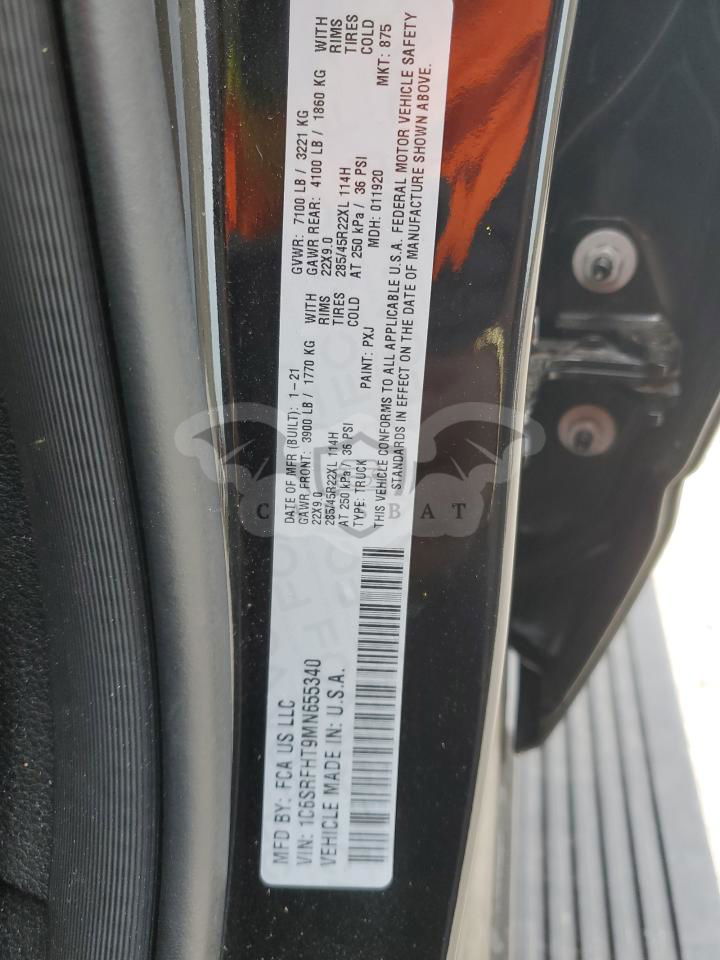 MFD BY: FCA US LLC
VIN: 1C6SRFHT9MN655340
VEHICLE MADE IN: U.S.A.
DATE OF MFR (BUILT): 1-21 GVWR: 7100 LB / 3221 KG
GAWR FRONT: 3900 LB / 1770 KG WITH GAWR REAR: 4100 LB / 1860 KG WITH
22X9.0 RIMS 22X9.0 RIMS
285/45R22XL 114H TIRES 285/45R22XL 114H TIRES
AT 250 kPa / 36 PSI COLD AT 250 kPa / 36 PSI COLD
TYPE: TRUCK PAINT: PXJ MDH: 011920 MKT: 875
THIS VEHICLE CONFORMS TO ALL APPLICABLE U.S.A. FEDERAL MOTOR VEHICLE SAFETY
STANDARDS IN EFFECT ON THE DATE OF MANUFACTURE SHOWN ABOVE.